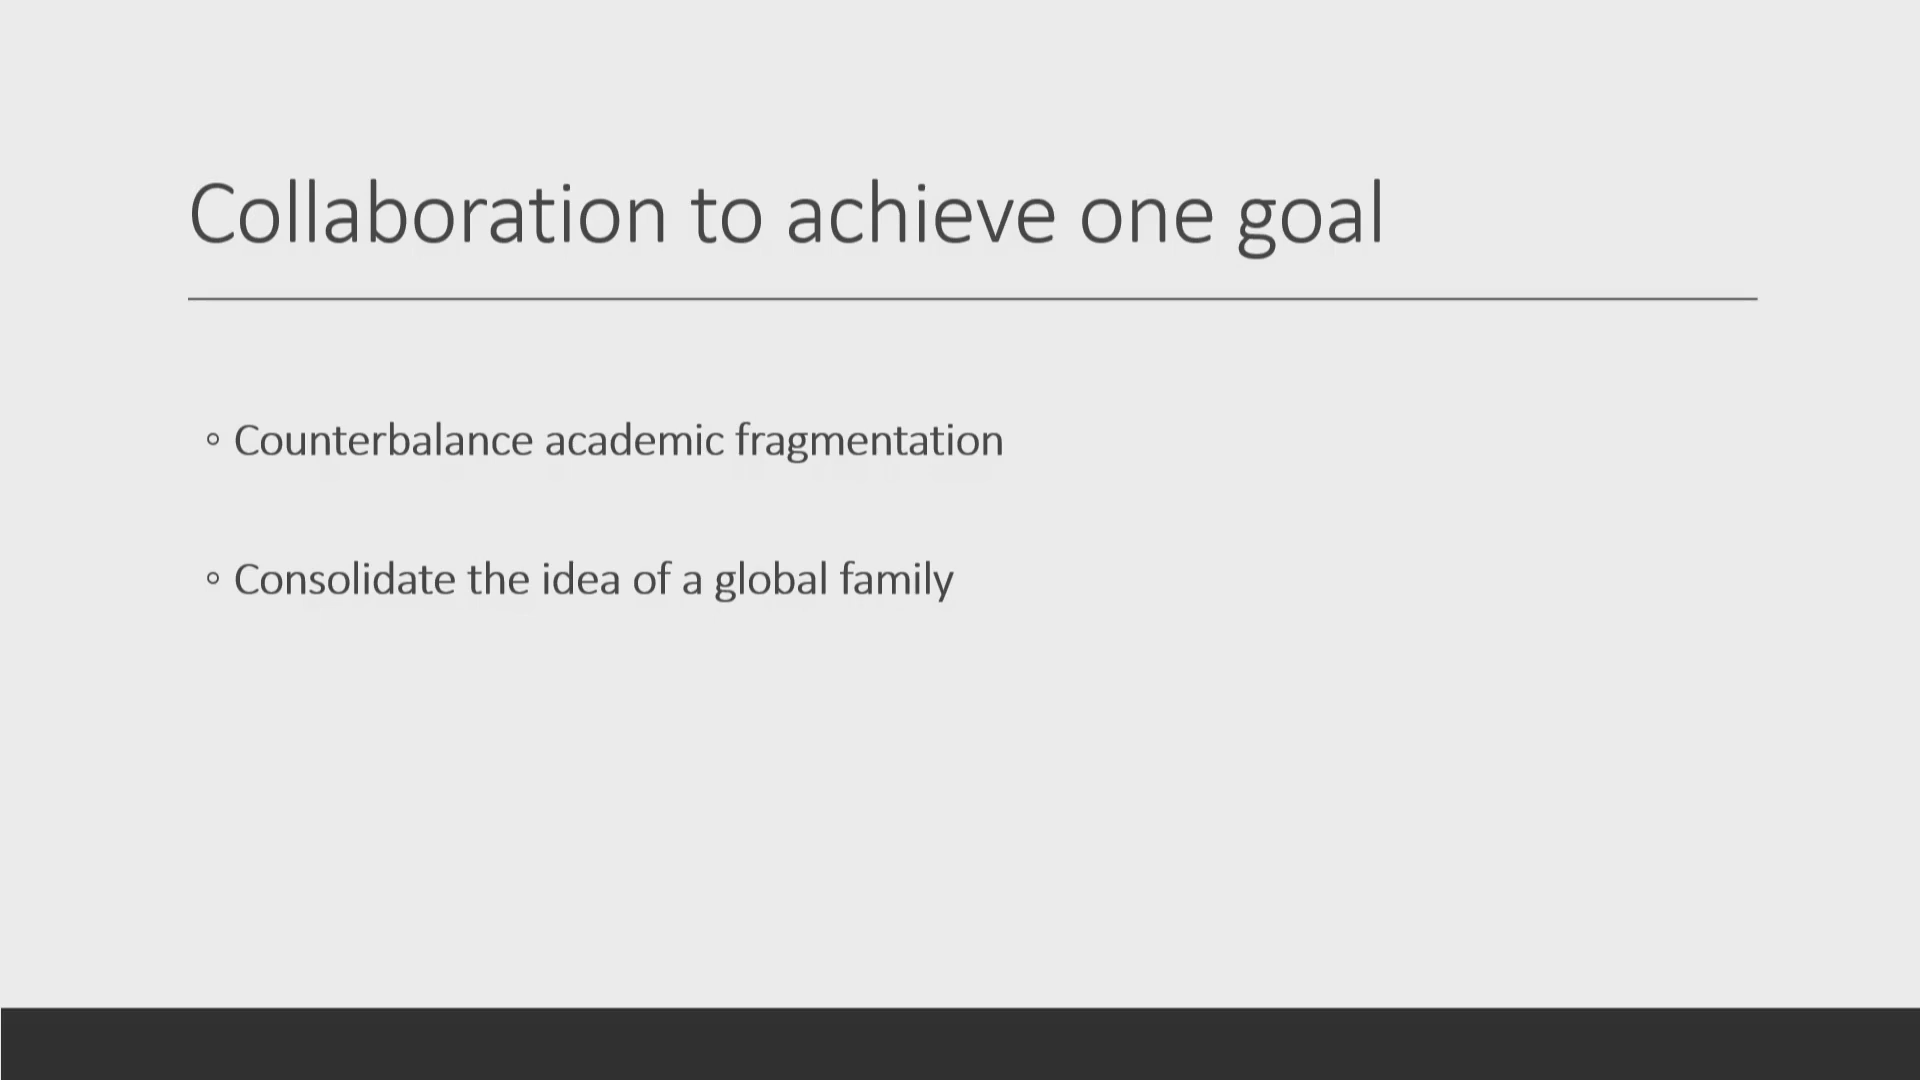 Collaboration to achieve one goal
◦ Counterbalance academic fragmentation
◦ Consolidate the idea of a global family